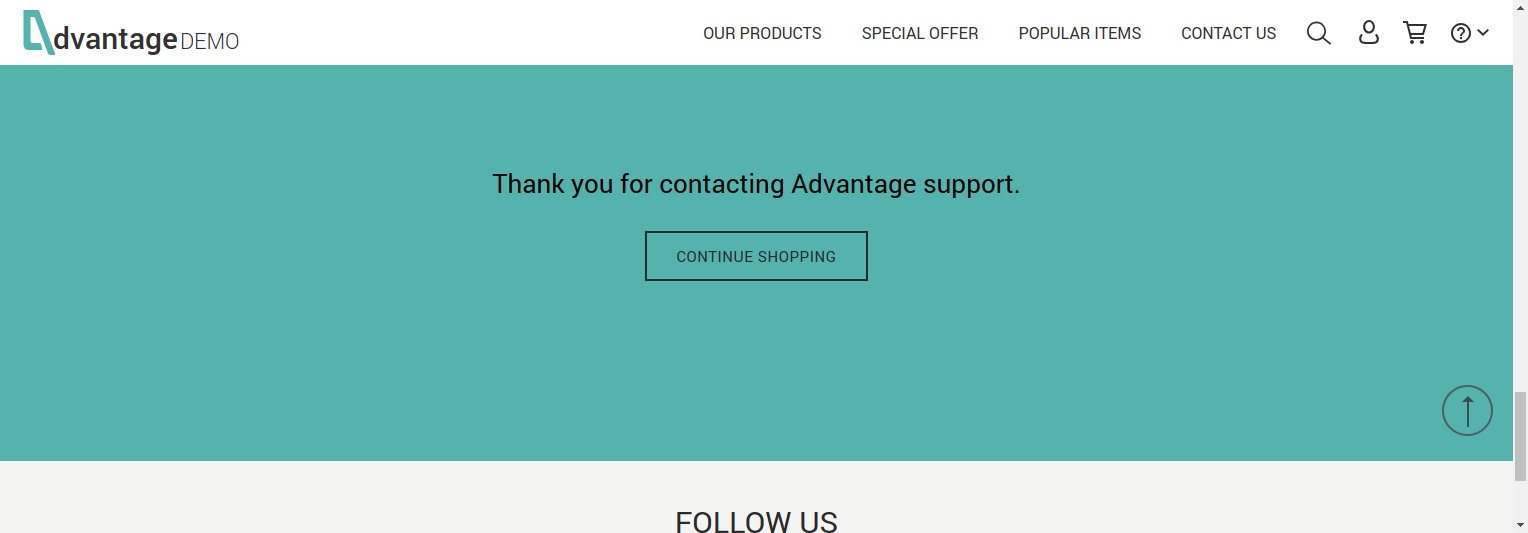 dvantage DEMO
OUR PRODUCTS SPECIAL OFFER POPULAR ITEMS CONTACT US
Thank you for contacting Advantage support.
CONTINUE SHOPPING
FOLLOW US